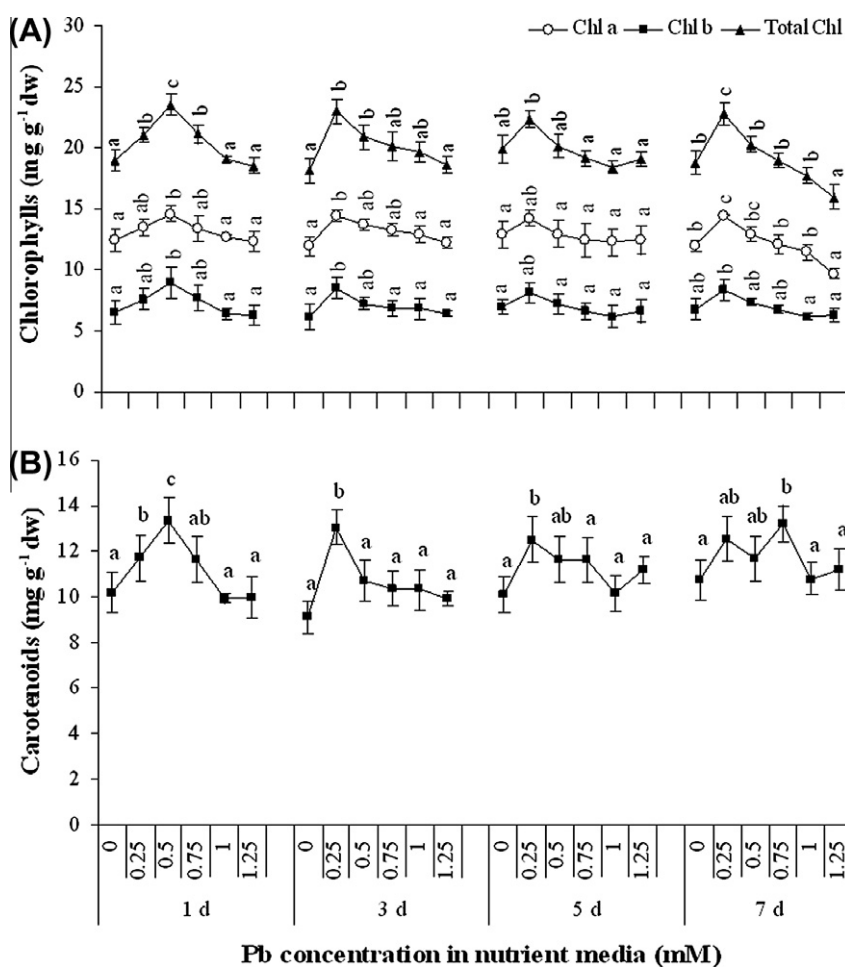 (A)
Chl a Chl b Total Chl
30
25
20
15
10
5
0
Chlorophylls (mg g-1 dw)
a b c b a a
a b b ab ab a
ab b ab a a a
b c b b b a
a ab b ab a a
a b ab ab a a
a a a a a a
b c bc b b a
a ab b ab a a
a b ab a a a
a ab a a a a
ab b ab ab a a
(B)
16
14
12
10
8
6
4
2
0
Carotenoids (mg g-1 dw)
a b c ab a a
a b a a a a
a b ab a a a
a ab ab b a a
0 0.25 0.5 0.75 1 1.25
0 0.25 0.5 0.75 1 1.25
0 0.25 0.5 0.75 1 1.25
0 0.25 0.5 0.75 1 1.25
1 d 3 d 5 d 7 d
Pb concentration in nutrient media (mM)